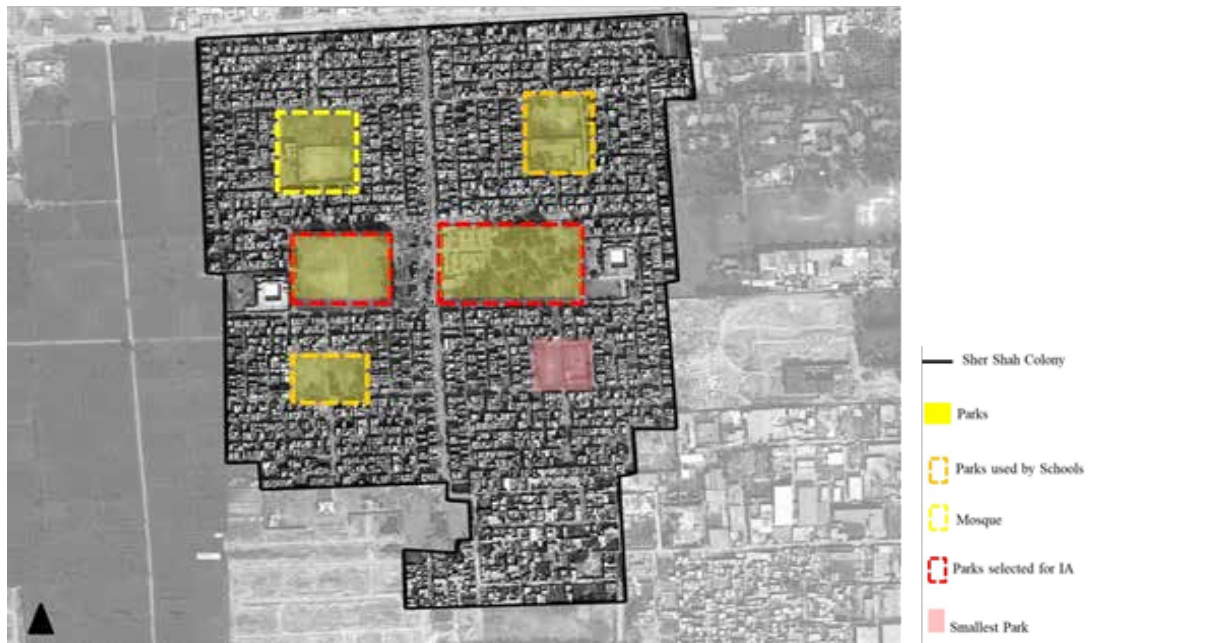 Sher Shah Colony
Parks
Parks used by Schools
Mosque
Parks selected for IA
Smallest Park